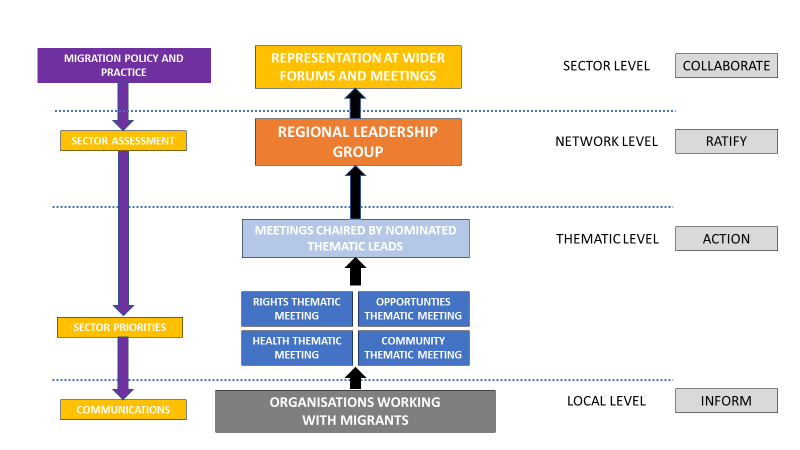 MIGRATION POLICY AND
PRACTICE
REPRESENTATION AT WIDER
FORUMS AND MEETINGS
SECTOR LEVEL
COLLABORATE
SECTOR ASSESSMENT
REGIONAL LEADERSHIP
GROUP
NETWORK LEVEL
RATIFY
MEETINGS CHAIRED BY NOMINATED
THEMATIC LEADS
THEMATIC LEVEL
ACTION
RIGHTS THEMATIC
MEETING
OPPORTUNTIES
THEMATIC MEETING
SECTOR PRIORITIES
HEALTH THEMATIC
MEETING
COMMUNITY
THEMATIC MEETING
COMMUNICATIONS
ORGANISATIONS WORKING
WITH MIGRANTS
LOCAL LEVEL
INFORM